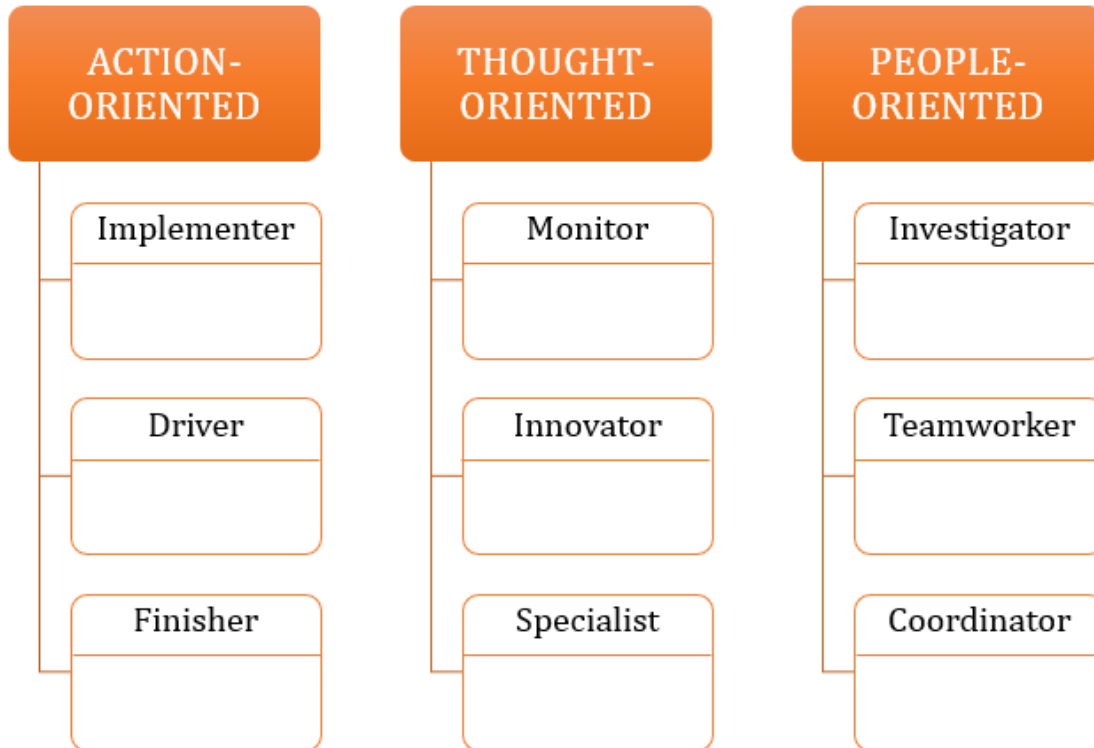 ACTION-
ORIENTED
Implementer
Driver
Finisher
THOUGHT-
ORIENTED
Monitor
Innovator
Specialist
PEOPLE-
ORIENTED
Investigator
Teamworker
Coordinator